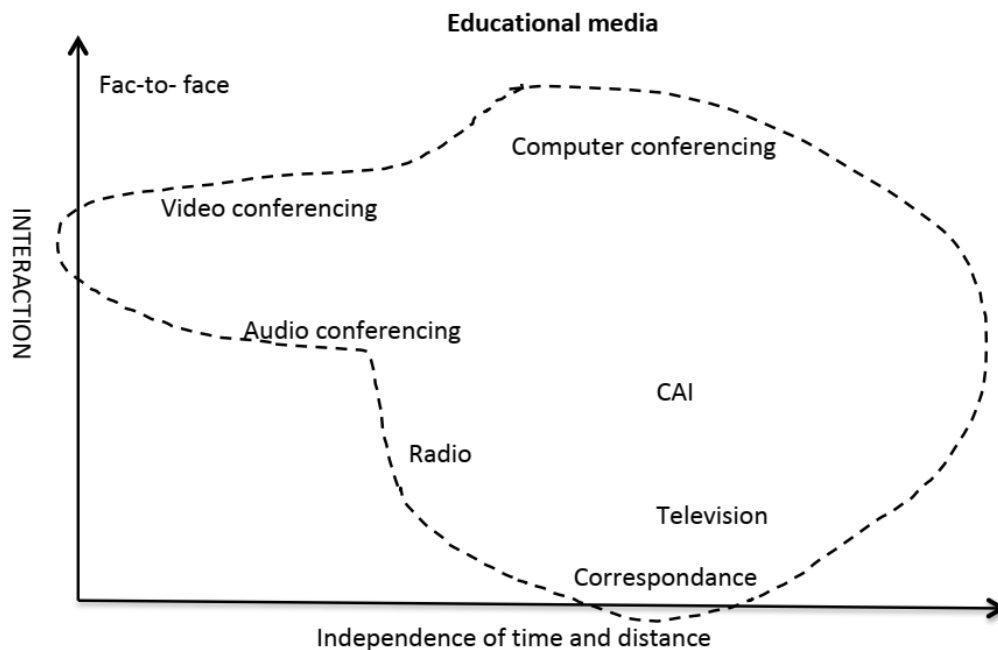 Educational media
Fac-to- face
Computer conferencing
Video conferencing
INTERACTION
Audio conferencing
CAI
Radio
Television
Correspondance
Independence of time and distance